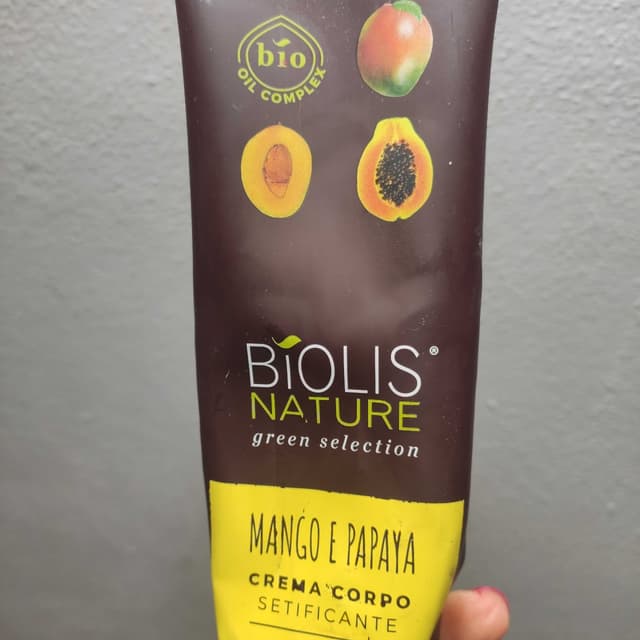 bio
OIL COMPLEX
BIOLIS®
NATURE
green selection
MANGO E PAPAYA
CREMA CORPO
SETIFICANTE